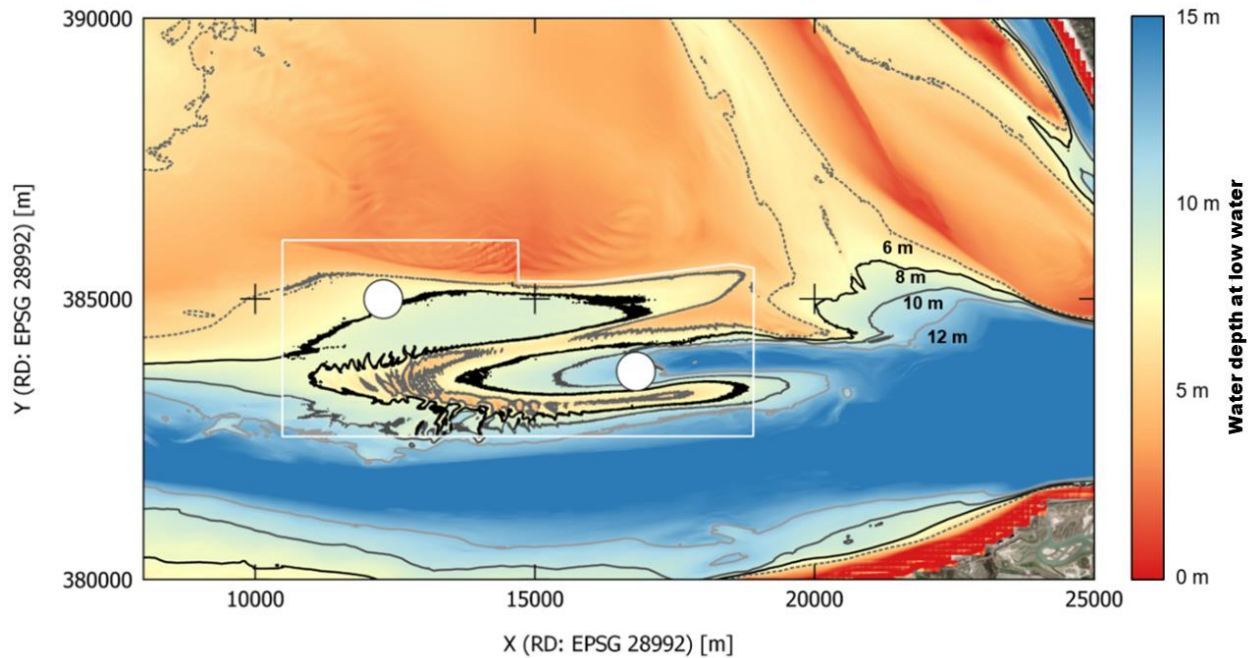 390000
385000
380000
10000
15000
20000
25000
X (RD: EPSG 28992) [m]
Y (RD: EPSG 28992) [m]
6 m
8 m
10 m
12 m
15 m
10 m
5 m
0 m
Water depth at low water